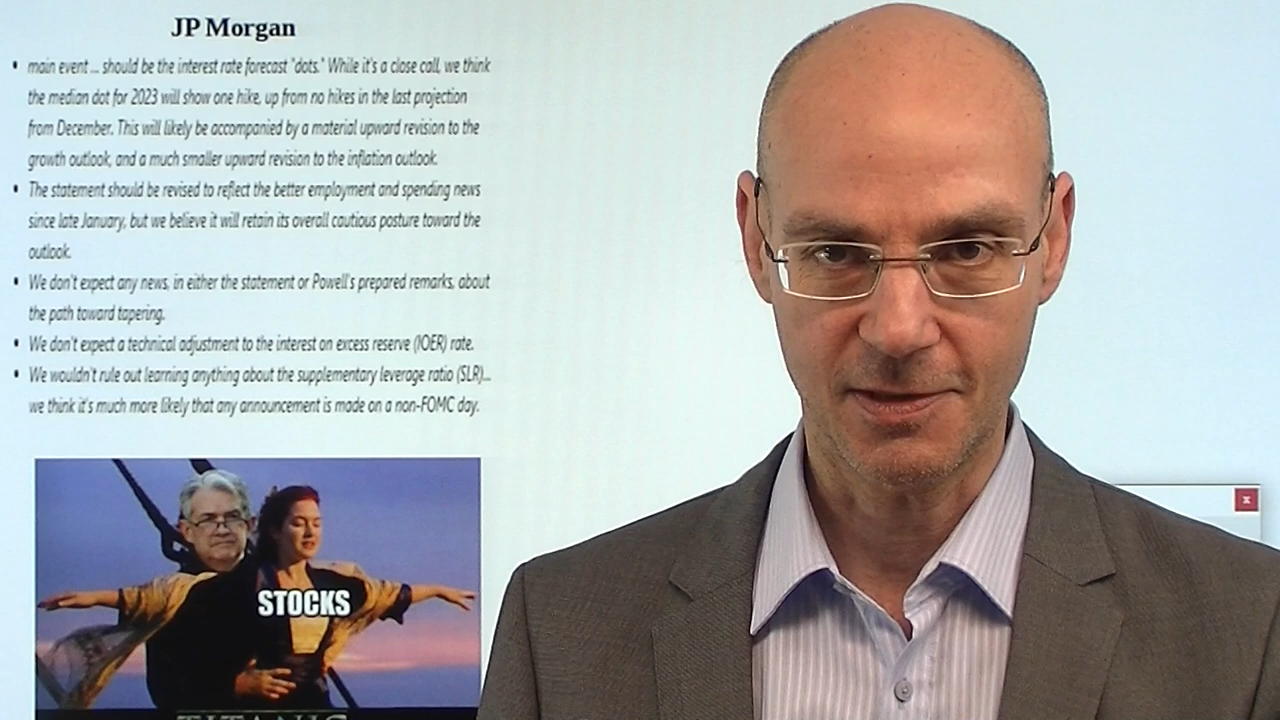 JP Morgan
• main event ... should be the interest rate forecast "dots." While it's a close call, we think
the median dot for 2023 will show one hike, up from no hikes in the last projection
from December. This will likely be accompanied by a material upward revision to the
growth outlook, and a much smaller upward revision to the inflation outlook.
• The statement should be revised to reflect the better employment and spending news
since late January, but we believe it will retain its overall cautious posture toward the
outlook.
• We don't expect any news, in either the statement or Powell's prepared remarks, about
the path toward tapering.
• We don't expect a technical adjustment to the interest on excess reserve (IOER) rate.
• We wouldn't rule out learning anything about the supplementary leverage ratio (SLR)...
we think it's much more likely that any announcement is made on a non-FOMC day.
STOCKS
TITANIC
x